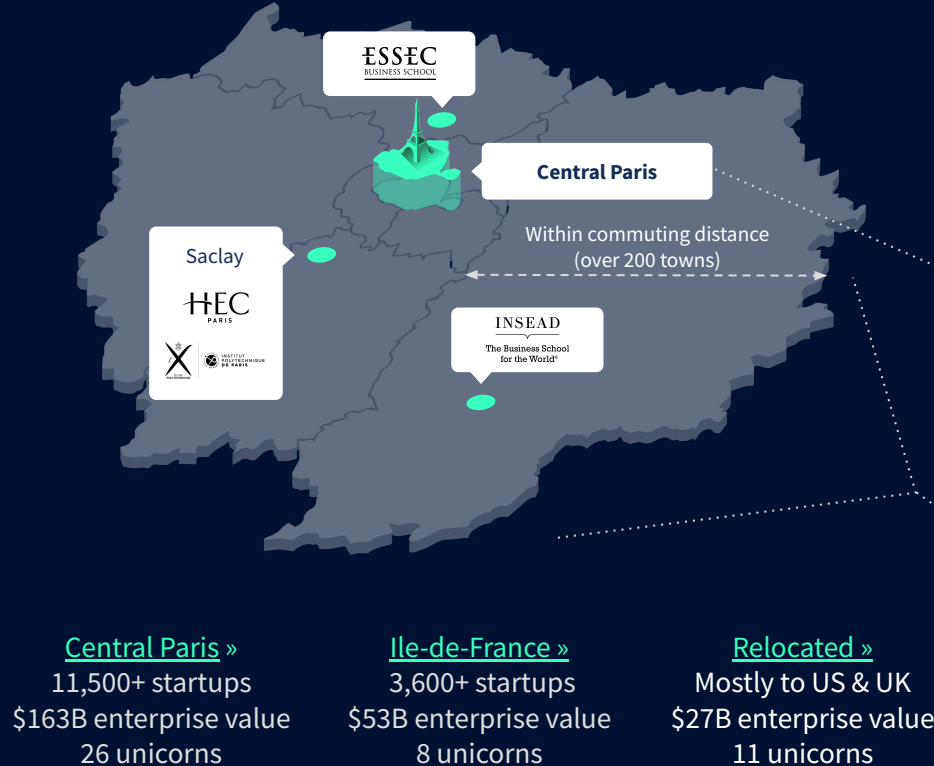 ESSEC
BUSINESS SCHOOL
Central Paris
Within commuting distance
(over 200 towns)
Saclay
HEC
PARIS
INSTITUT
POLYTECHNIQUE
DE PARIS
INSEAD
The Business School
for the World®
Central Paris »
11,500+ startups
$163B enterprise value
26 unicorns
Ile-de-France »
3,600+ startups
$53B enterprise value
8 unicorns
Relocated »
Mostly to US & UK
$27B enterprise value
11 unicorns